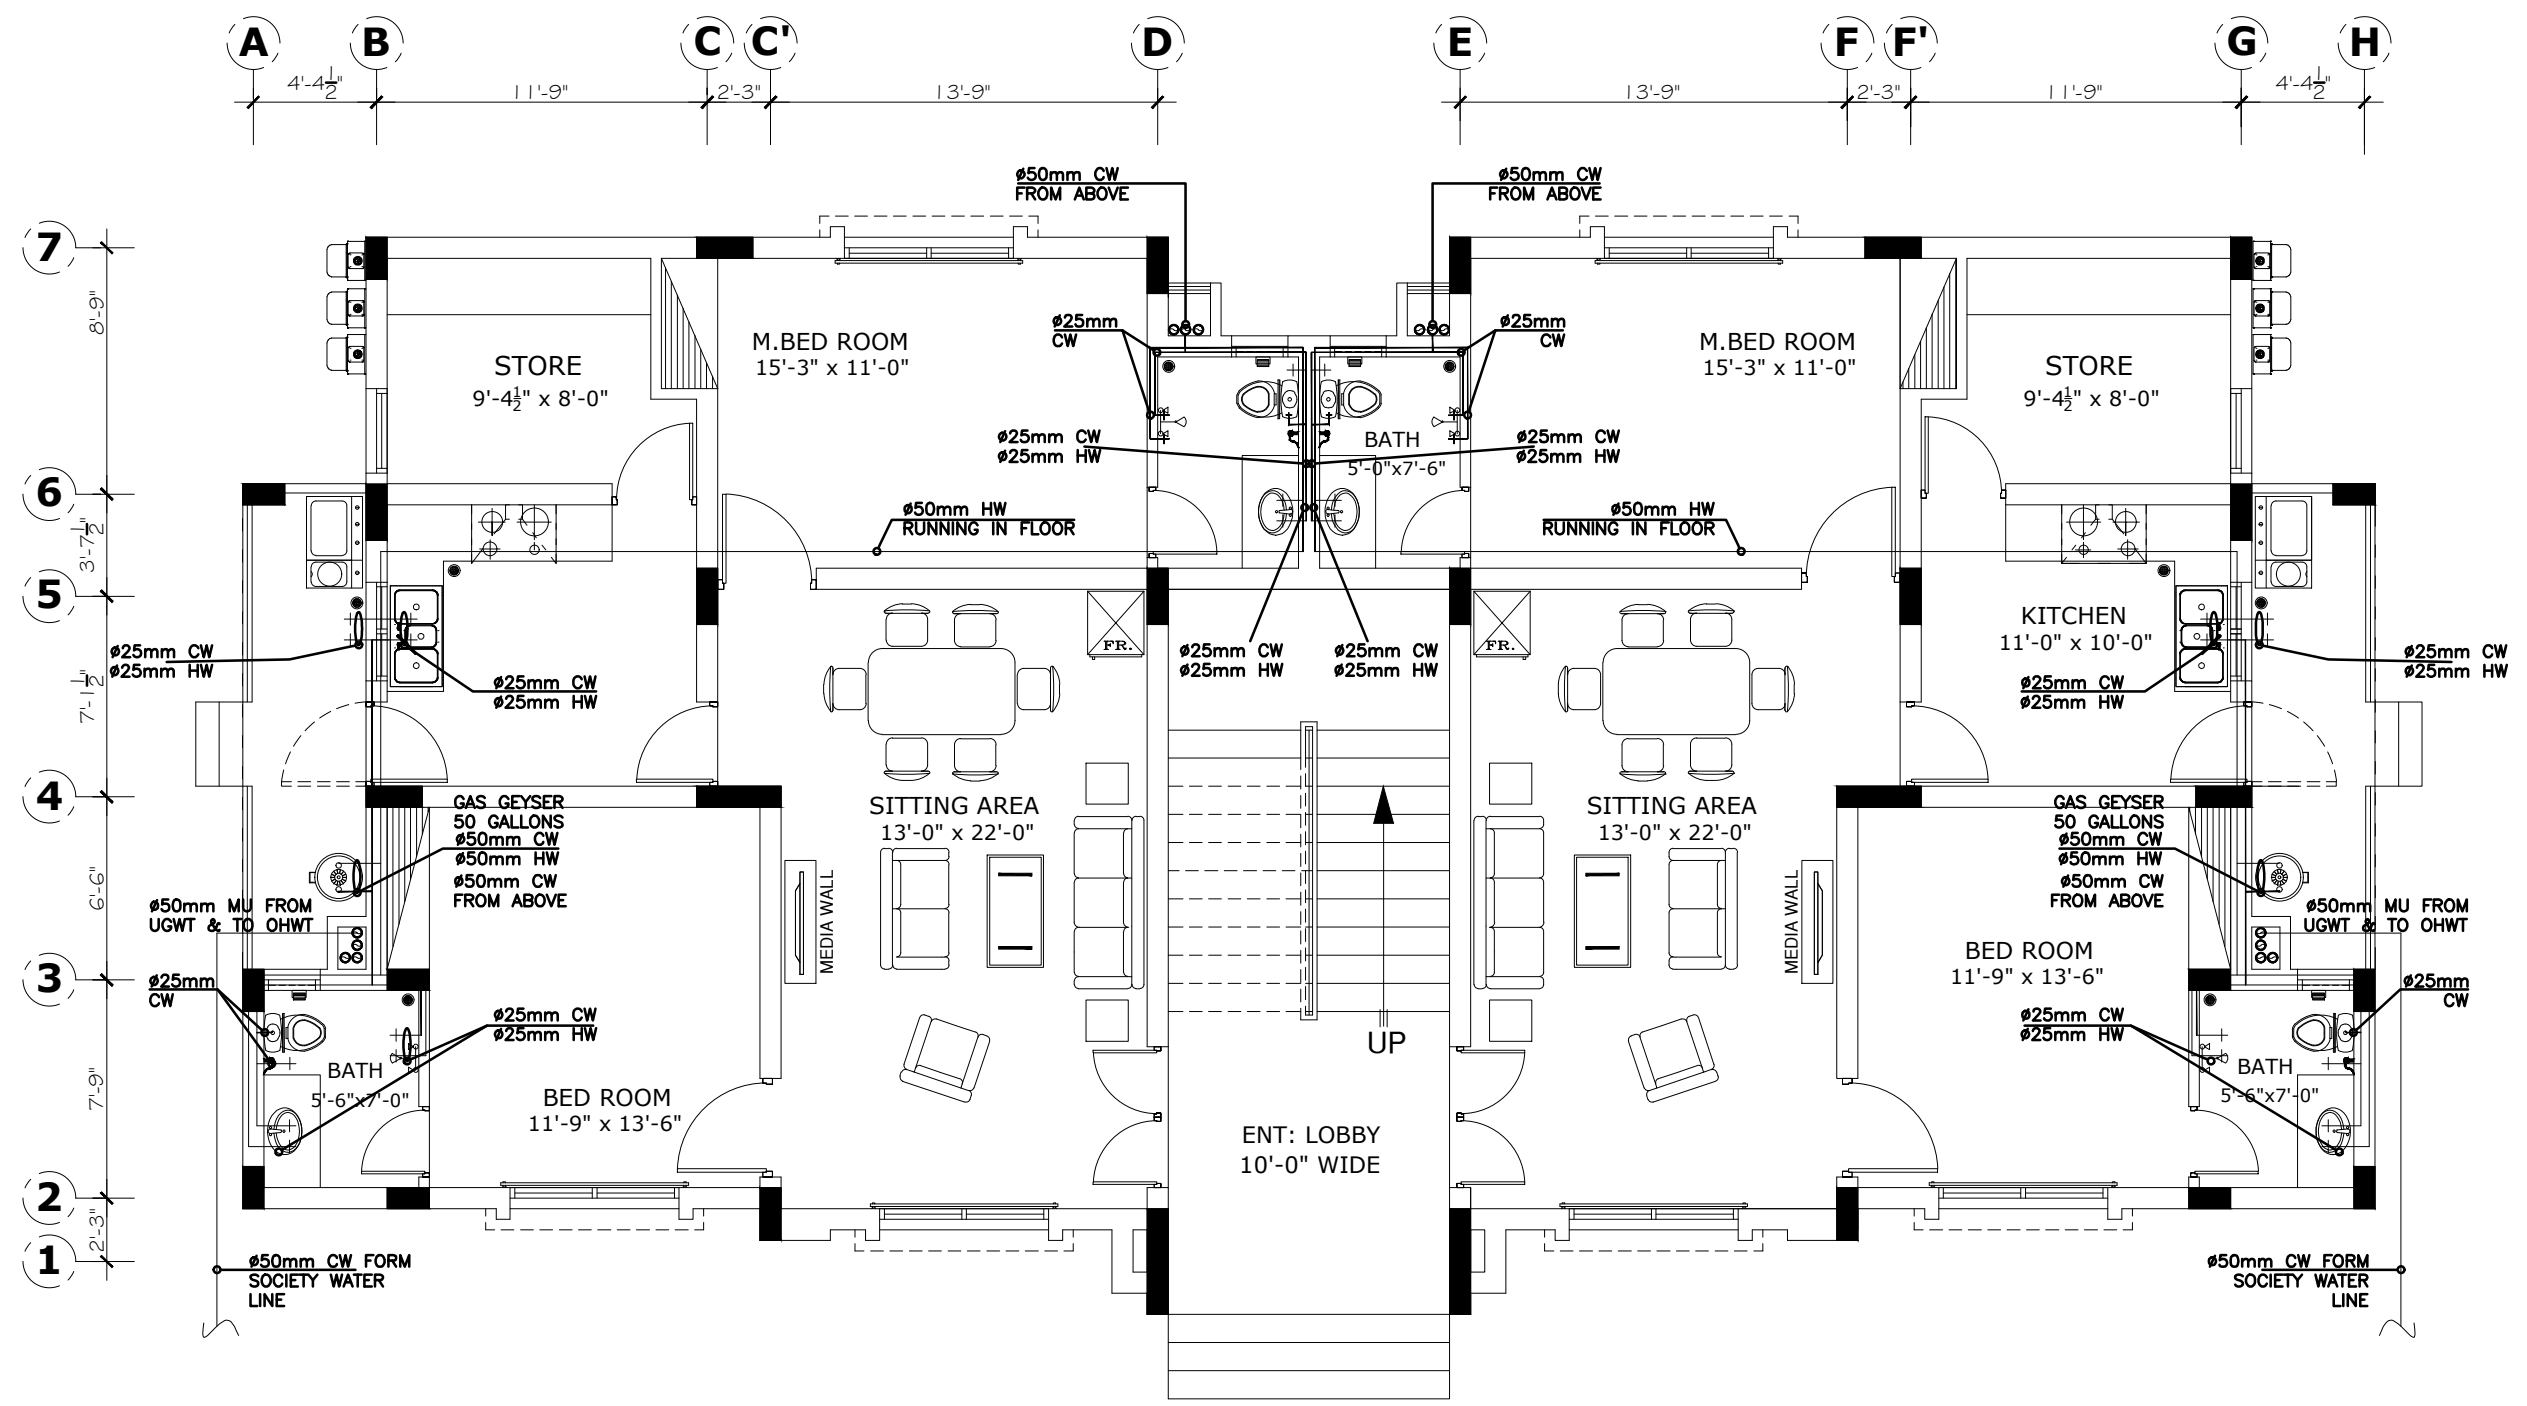 A B C C' D E F F' G H
4'-4½" 11'-9" 2'-3" 13'-9" 13'-9" 2'-3" 11'-9" 4'-4½"
ø50mm CW
FROM ABOVE
ø50mm CW
FROM ABOVE
7
8'-9"
6
3'-7½"
5
7'-1½"
4
6'-6"
3
7'-9"
2
2'-3"
1
STORE
9'-4½" x 8'-0"
M.BED ROOM
15'-3" x 11'-0"
ø25mm
CW
ø25mm
CW
M.BED ROOM
15'-3" x 11'-0"
STORE
9'-4½" x 8'-0"
ø25mm CW
ø25mm HW
BATH
5'-0"x7'-6"
ø25mm CW
ø25mm HW
ø50mm HW
RUNNING IN FLOOR
ø50mm HW
RUNNING IN FLOOR
ø25mm CW
ø25mm HW
ø25mm CW
ø25mm HW
FR.
ø25mm CW
ø25mm HW
ø25mm CW
ø25mm HW
FR.
KITCHEN
11'-0" x 10'-0"
ø25mm CW
ø25mm HW
ø25mm CW
ø25mm HW
GAS GEYSER
50 GALLONS
ø50mm CW
ø50mm HW
ø50mm CW
FROM ABOVE
SITTING AREA
13'-0" x 22'-0"
SITTING AREA
13'-0" x 22'-0"
GAS GEYSER
50 GALLONS
ø50mm CW
ø50mm HW
ø50mm CW
FROM ABOVE
ø50mm MU FROM
UGWT & TO OHWT
MEDIA WALL
MEDIA WALL
ø50mm MU FROM
UGWT & TO OHWT
BED ROOM
11'-9" x 13'-6"
ø25mm
CW
ø25mm CW
ø25mm HW
BATH
5'-6"x7'-0"
BED ROOM
11'-9" x 13'-6"
UP
ø25mm CW
ø25mm HW
ø25mm
CW
BATH
5'-6"x7'-0"
ENT: LOBBY
10'-0" WIDE
ø50mm CW FORM
SOCIETY WATER
LINE
ø50mm CW FORM
SOCIETY WATER
LINE